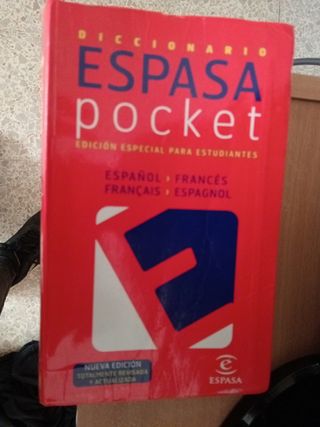 DICCIONARIO
ESPASA
pocket
EDICIÓN ESPECIAL PARA ESTUDIANTES
ESPAÑOL › FRANCÉS
FRANÇAIS › ESPAGNOL
NUEVA EDICIÓN
TOTALMENTE REVISADA
Y ACTUALIZADA
e
ESPASA